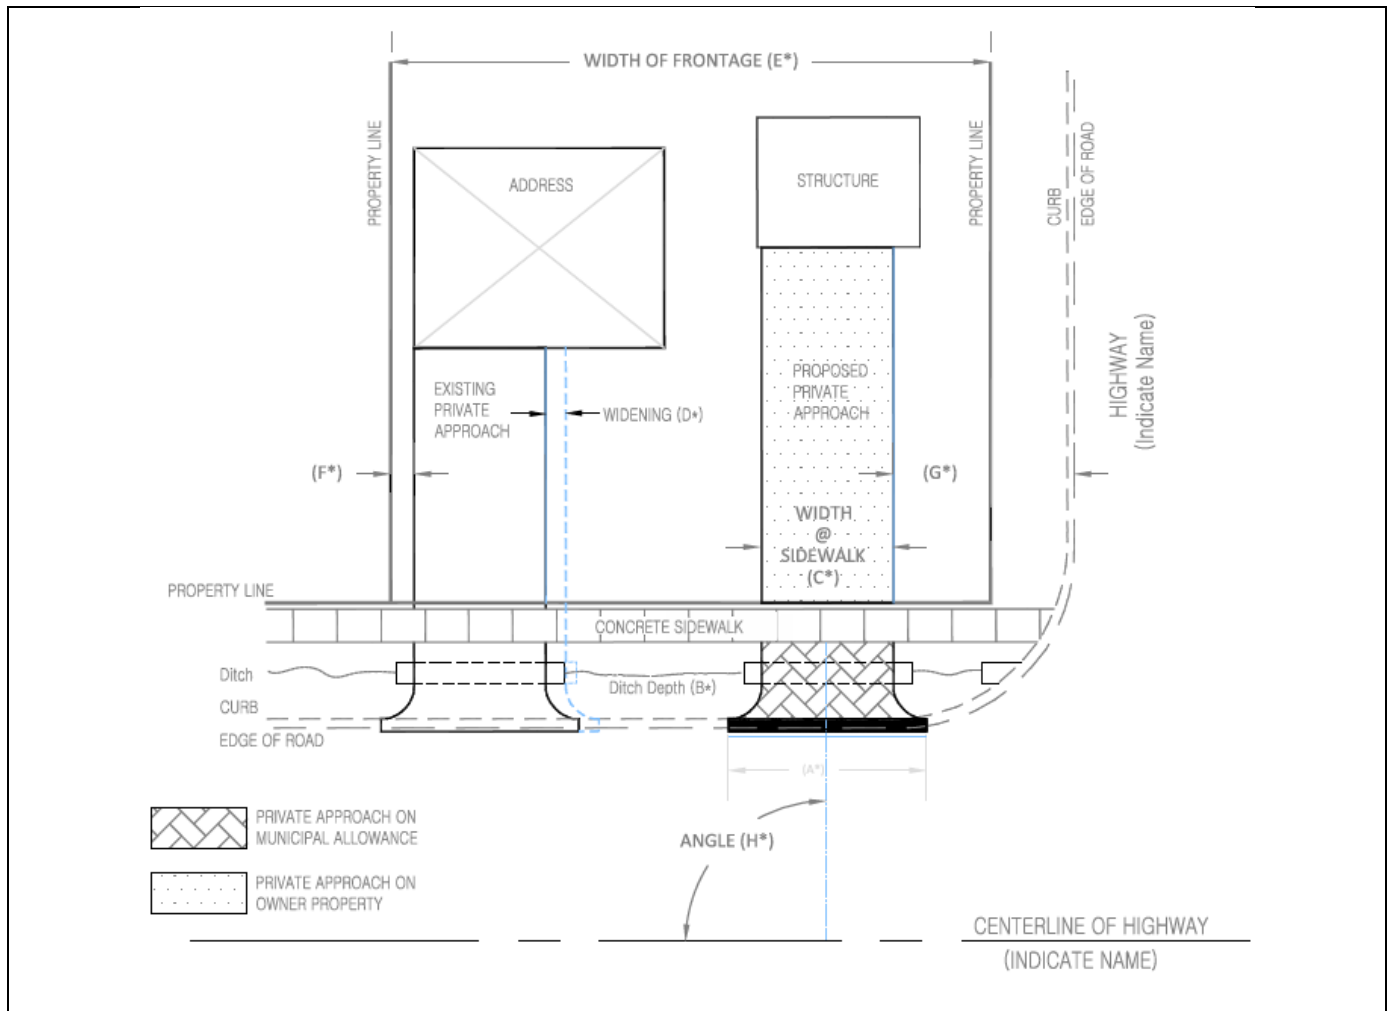 WIDTH OF FRONTAGE (E*)
PROPERTY LINE
ADDRESS
STRUCTURE
PROPERTY LINE
CURB
EDGE OF ROAD
HIGHWAY
(Indicate Name)
EXISTING
PRIVATE
APPROACH
WIDENING (D*)
PROPOSED
PRIVATE
APPROACH
(F*)
(G*)
WIDTH
@
SIDEWALK
(C*)
PROPERTY LINE
CONCRETE SIDEWALK
Ditch
Ditch Depth (B*)
CURB
EDGE OF ROAD
(A*)
PRIVATE APPROACH ON
MUNICIPAL ALLOWANCE
ANGLE (H*)
PRIVATE APPROACH ON
OWNER PROPERTY
CENTERLINE OF HIGHWAY
(INDICATE NAME)